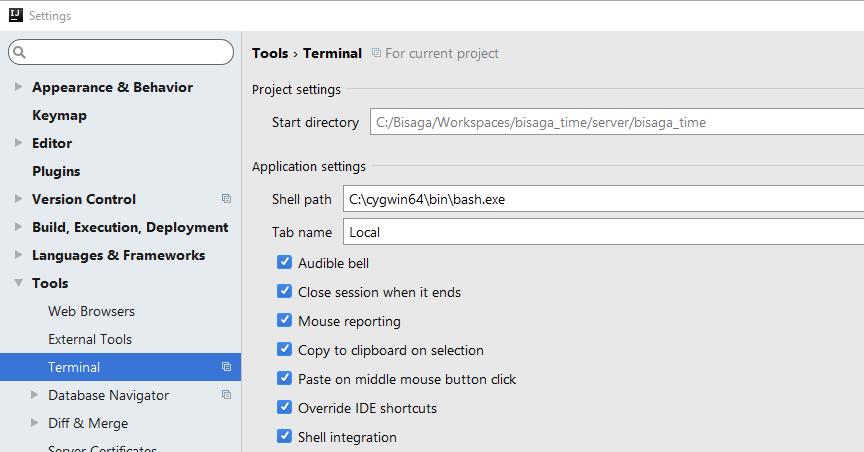 IJ
Settings
Appearance & Behavior
Keymap
Editor
Plugins
Version Control
Build, Execution, Deployment
Languages & Frameworks
Tools
Web Browsers
External Tools
Terminal
Database Navigator
Diff & Merge
Server Certificates
Tools › Terminal For current project
Project settings
Start directory C:/Bisaga/Workspaces/bisaga_time/server/bisaga_time
Application settings
Shell path C:\cygwin64\bin\bash.exe
Tab name Local
Audible bell
Close session when it ends
Mouse reporting
Copy to clipboard on selection
Paste on middle mouse button click
Override IDE shortcuts
Shell integration